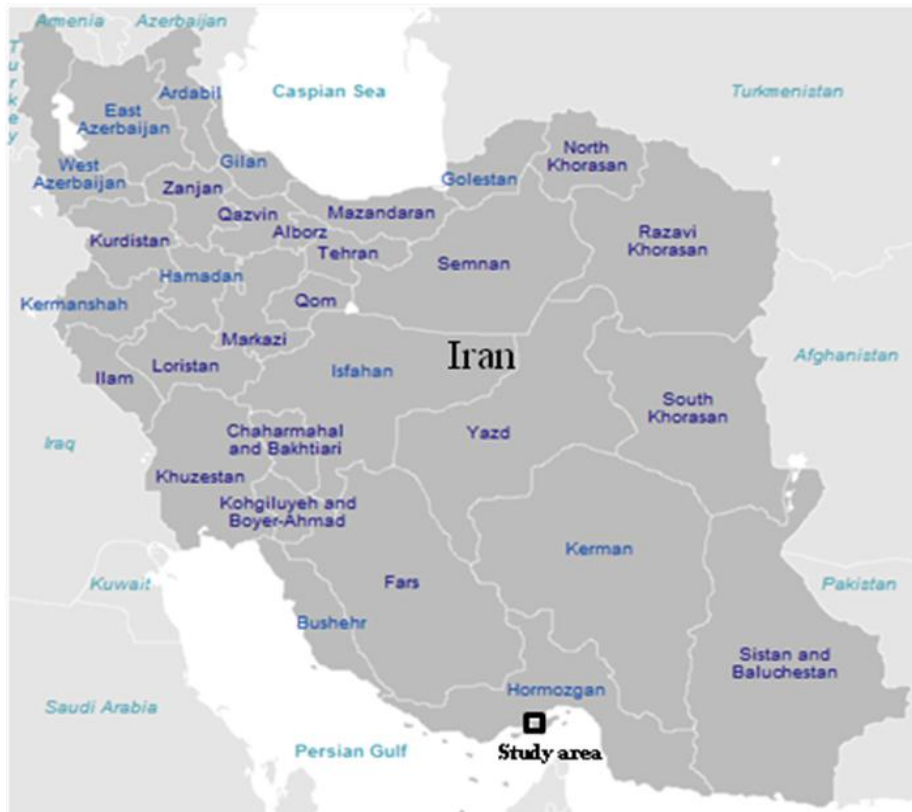 Armenia
Azerbaijan
Turkey
Caspian Sea
Turkmenistan
Ardabil
East
Azerbaijan
West
Azerbaijan
Gilan
Golestan
North
Khorasan
Zanjan
Qazvin
Mazandaran
Alborz
Kurdistan
Tehran
Semnan
Razavi
Khorasan
Hamadan
Kermanshah
Qom
Markazi
Iran
Afghanistan
Ilam
Loristan
Isfahan
South
Khorasan
Iraq
Chaharmahal
and Bakhtiari
Yazd
Khuzestan
Kohgiluyeh and
Boyer-Ahmad
Kerman
Kuwait
Fars
Pakistan
Bushehr
Sistan and
Baluchestan
Hormozgan
Saudi Arabia
Persian Gulf
Study area